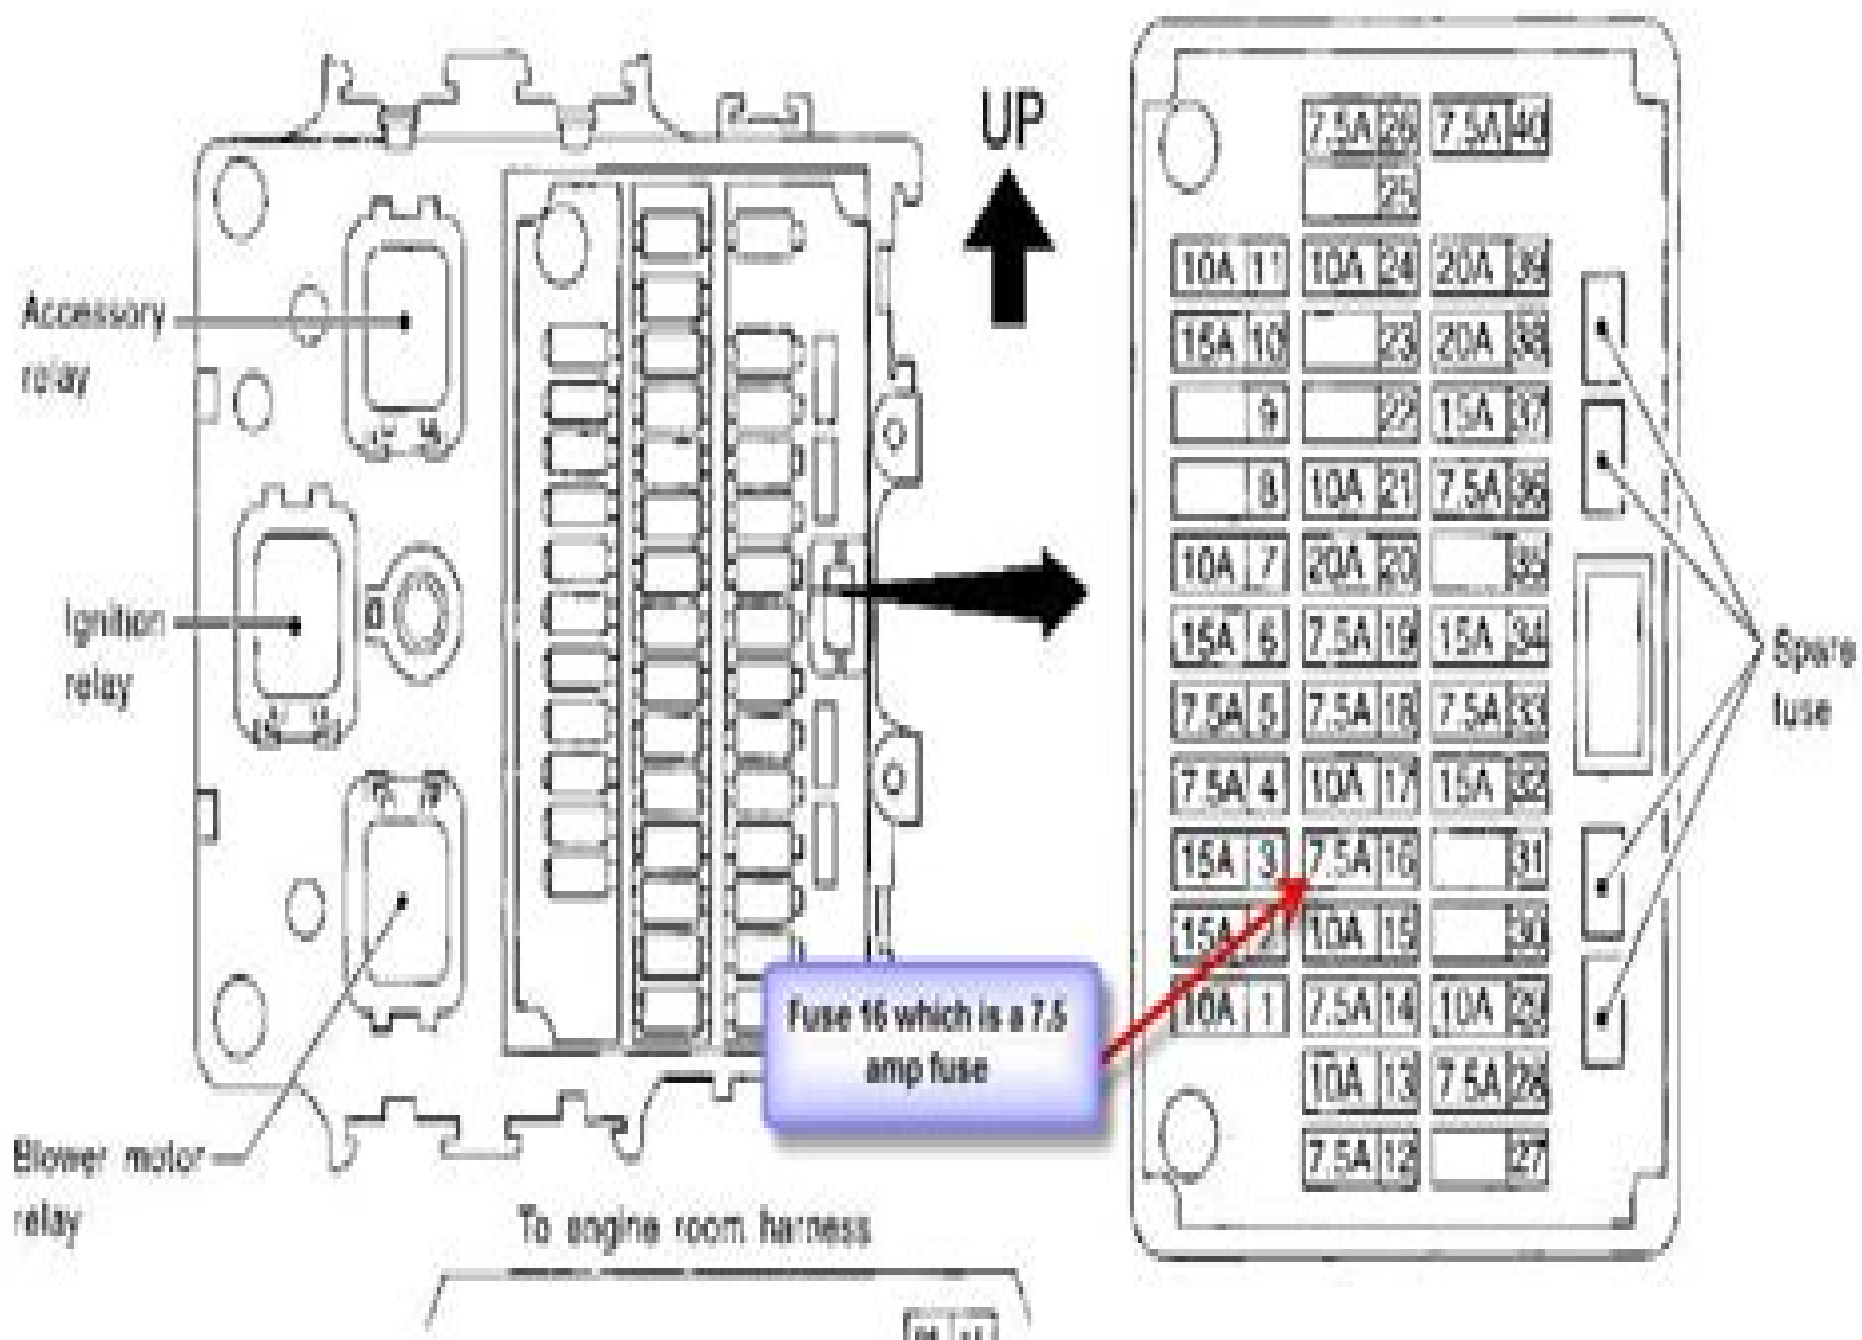 UP
Accessory
relay
Ignition
relay
Blower motor
relay
To engine room harness
Fuse 16 which is a 7.5
amp fuse
7.5A 26 7.5A 40
25
10A 11 10A 24 20A 39
15A 10 23 20A 38
9 22 15A 37
8 10A 21 7.5A 36
10A 7 20A 20 35
15A 6 7.5A 19 15A 34
7.5A 5 7.5A 18 7.5A 33
7.5A 4 10A 17 15A 32
15A 3 7.5A 16 31
15A 2 10A 15 30
10A 1 7.5A 14 10A 29
10A 13 7.5A 28
7.5A 12 27
Spare
fuse